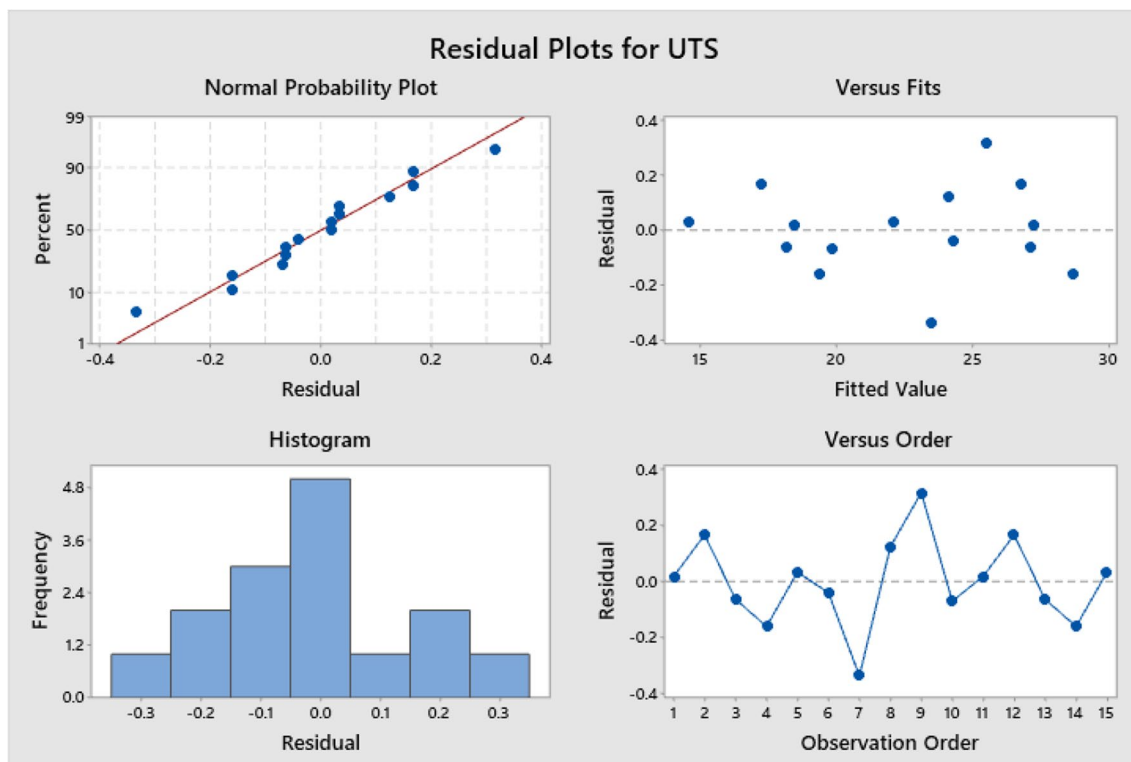 Residual Plots for UTS
Normal Probability Plot
99
90
50
10
1
Percent
-0.4 -0.2 0.0 0.2 0.4
Residual
Versus Fits
0.4
0.2
0.0
-0.2
-0.4
Residual
15 20 25 30
Fitted Value
Histogram
4.8
3.6
2.4
1.2
0.0
Frequency
-0.3 -0.2 -0.1 0.0 0.1 0.2 0.3
Residual
Versus Order
0.4
0.2
0.0
-0.2
-0.4
Residual
1 2 3 4 5 6 7 8 9 10 11 12 13 14 15
Observation Order